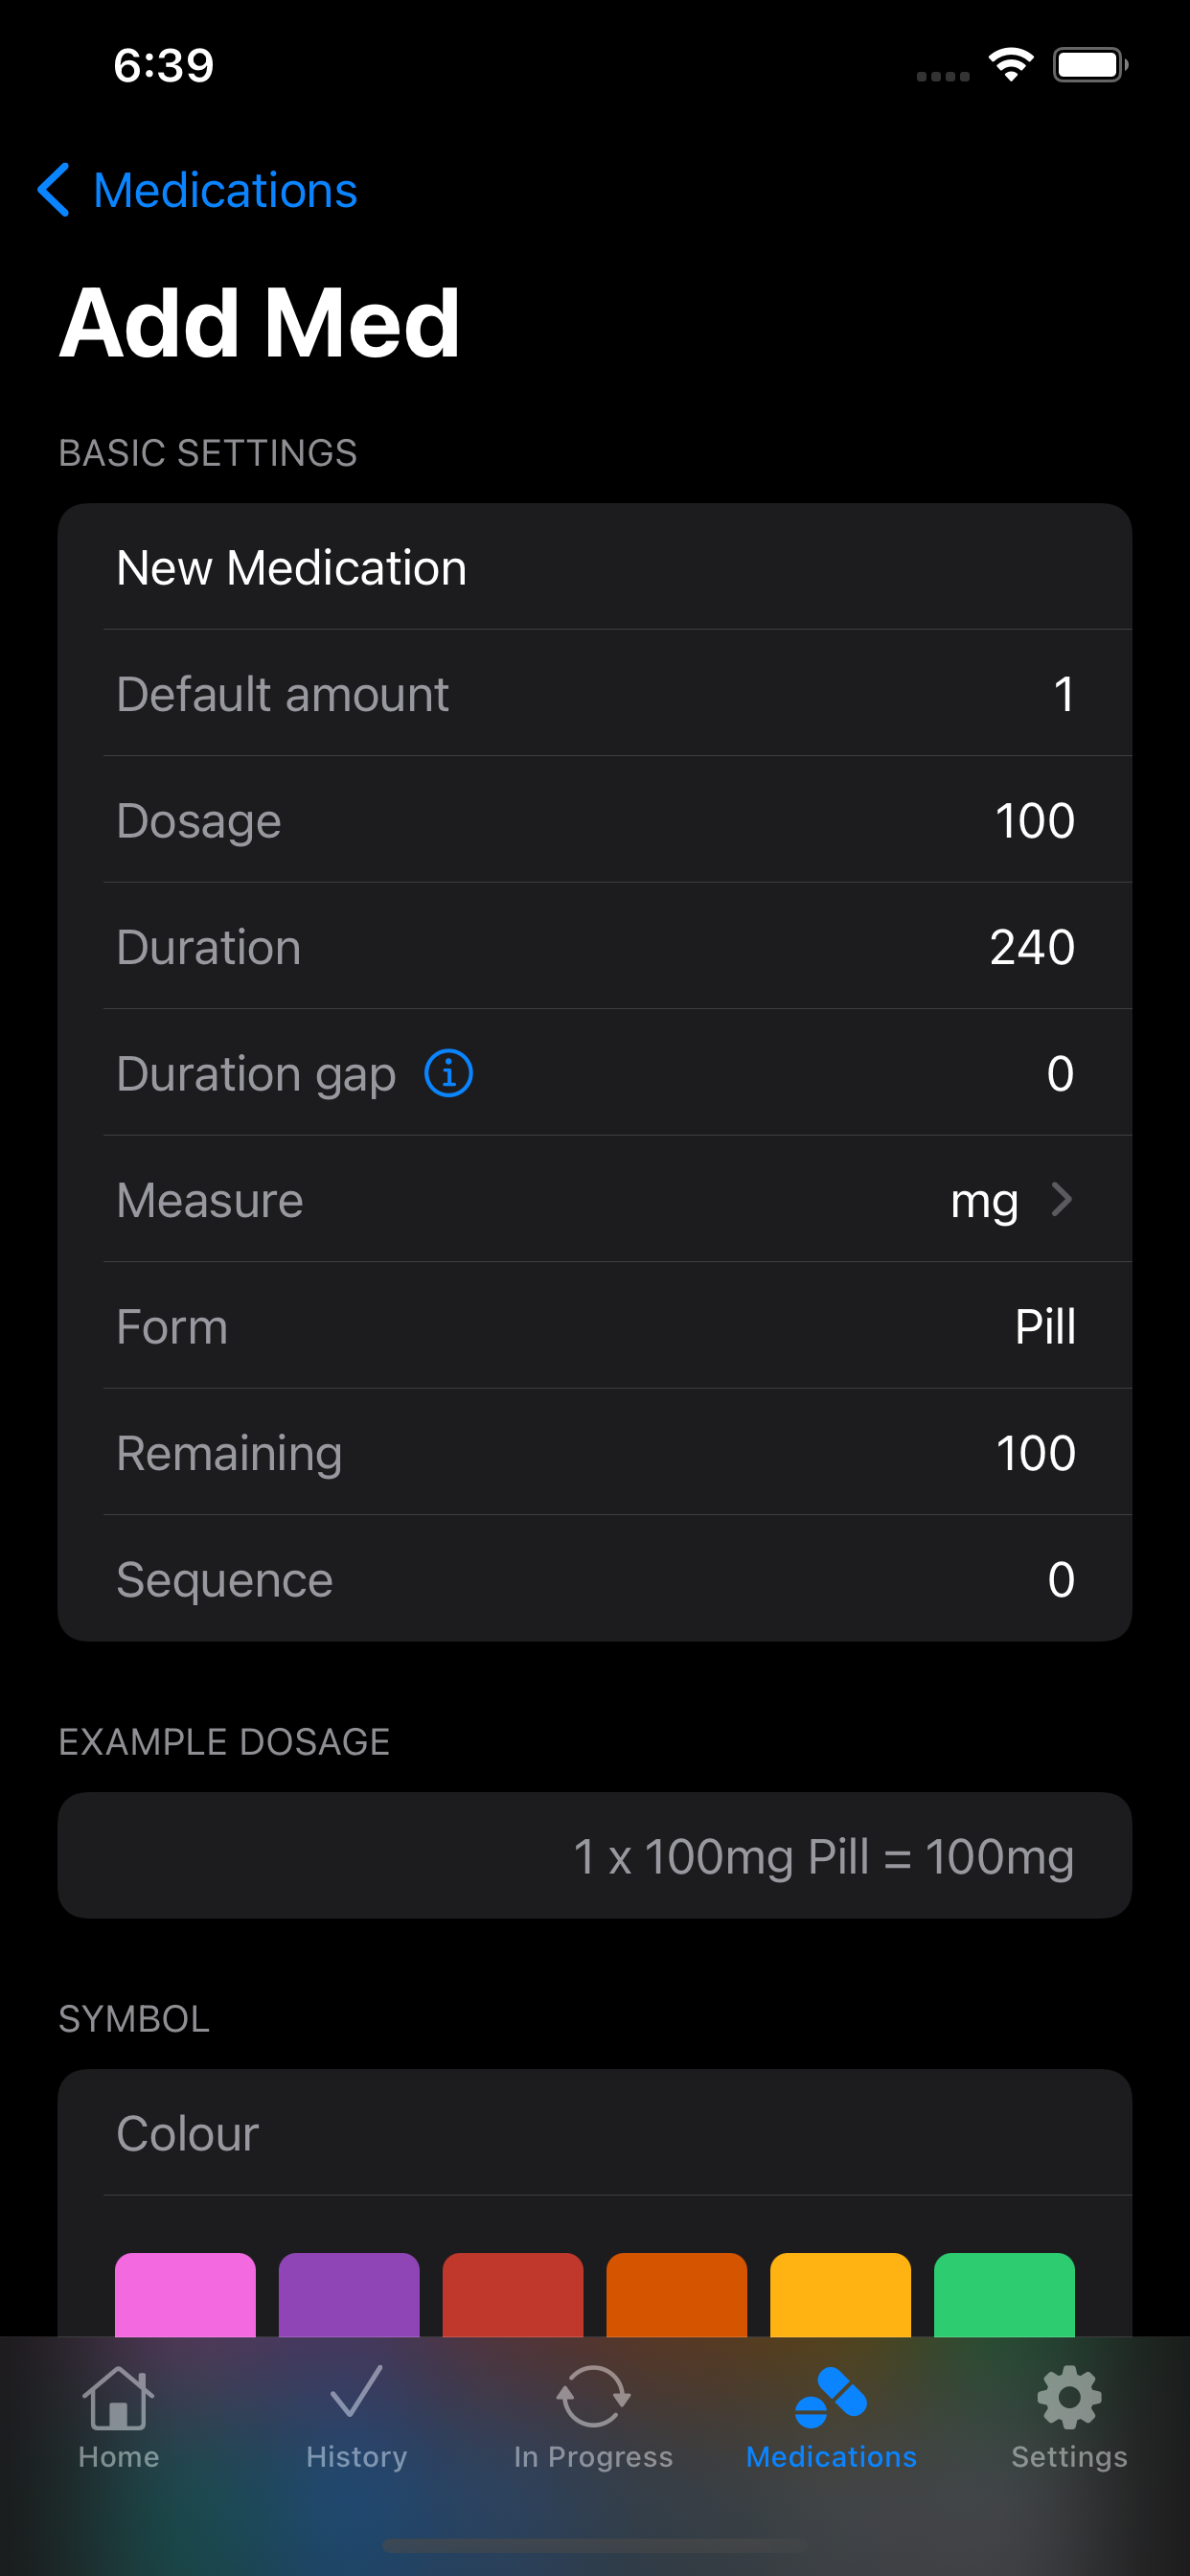 6:39
Medications
Add Med
BASIC SETTINGS
New Medication
Default amount 1
Dosage 100
Duration 240
Duration gap 0
Measure mg
Form Pill
Remaining 100
Sequence 0
EXAMPLE DOSAGE
1 x 100mg Pill = 100mg
SYMBOL
Colour
Home History In Progress Medications Settings